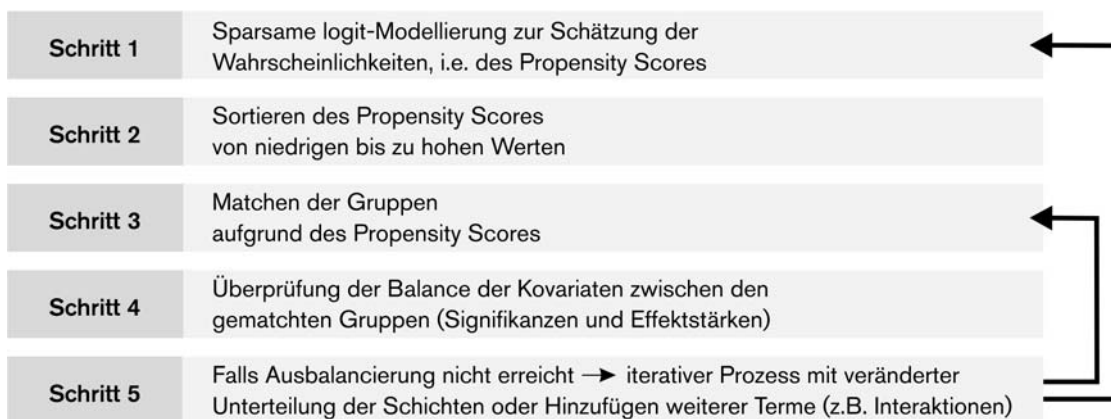 Schritt 1
Sparsame logit-Modellierung zur Schätzung der
Wahrscheinlichkeiten, i.e. des Propensity Scores
Schritt 2
Sortieren des Propensity Scores
von niedrigen bis zu hohen Werten
Schritt 3
Matchen der Gruppen
aufgrund des Propensity Scores
Schritt 4
Überprüfung der Balance der Kovariaten zwischen den
gematchten Gruppen (Signifikanzen und Effektstärken)
Schritt 5
Falls Ausbalancierung nicht erreicht → iterativer Prozess mit veränderter
Unterteilung der Schichten oder Hinzufügen weiterer Terme (z.B. Interaktionen)